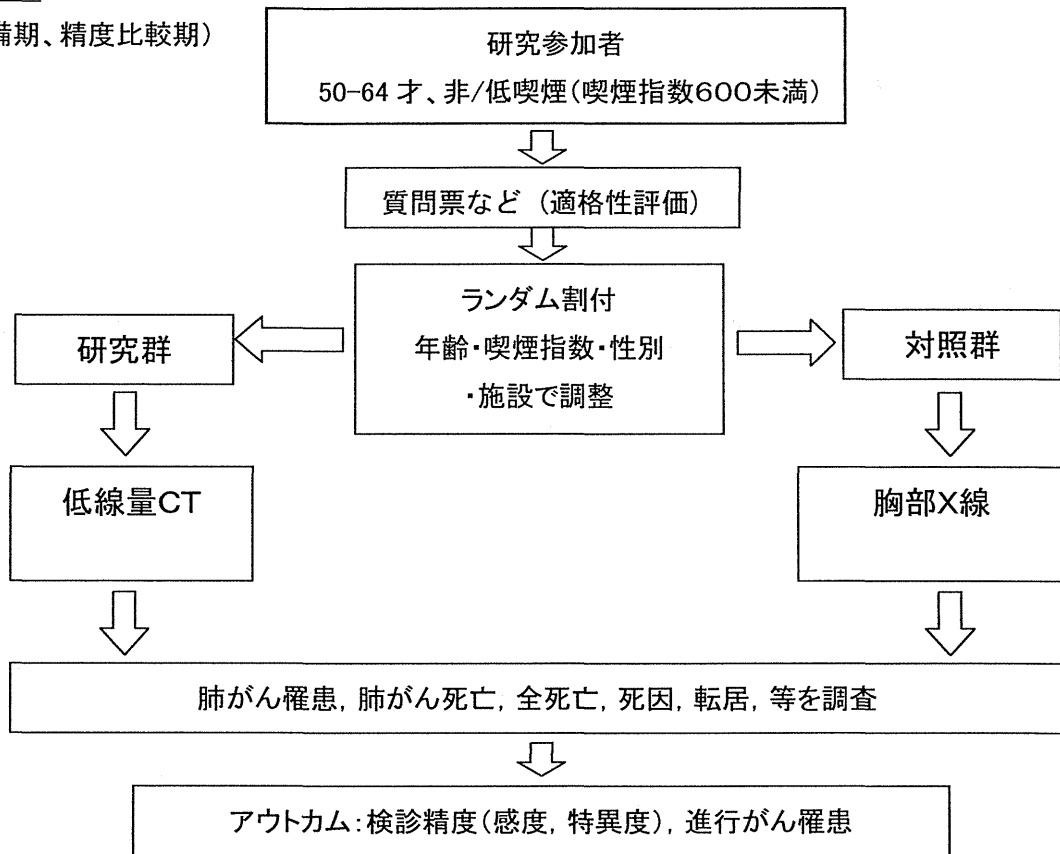 備期、精度比較期）
研究参加者
50-64 才、非/低喫煙（喫煙指数600未満）
質問票など （適格性評価）
ランダム割付
年齢・喫煙指数・性別
・施設で調整
研究群
対照群
低線量CT
胸部X線
肺がん罹患, 肺がん死亡, 全死亡, 死因, 転居, 等を調査
アウトカム：検診精度（感度, 特異度）, 進行がん罹患